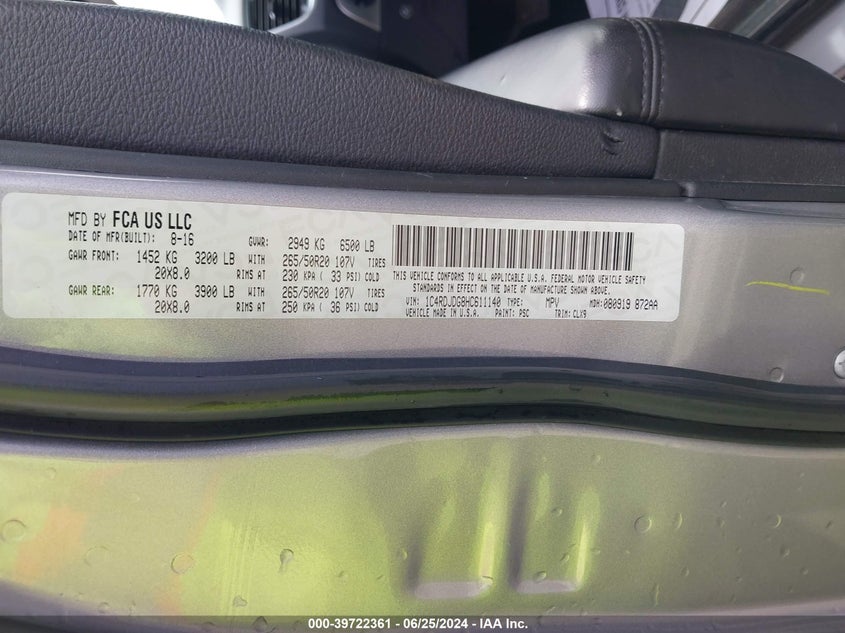 MFD BY FCA US LLC
DATE OF MFR(BUILT): 8-16 GVWR: 2949 KG 6500 LB
GAWR FRONT: 1452 KG 3200 LB WITH 265/50R20 107V TIRES
20X8.0 RIMS AT 230 KPA ( 33 PSI) COLD
GAWR REAR: 1770 KG 3900 LB WITH 265/50R20 107V TIRES
20X8.0 RIMS AT 250 KPA ( 36 PSI) COLD
THIS VEHICLE CONFORMS TO ALL APPLICABLE U.S.A. FEDERAL MOTOR VEHICLE SAFETY
STANDARDS IN EFFECT ON THE DATE OF MANUFACTURE SHOWN ABOVE.
VIN: 1C4RDJDG8HC611140 TYPE: MPV MDH: 080919 872AA
VEHICLE MADE IN U.S.A. PAINT: PSC TRIM: CLX9
000-39722361 / 06/25/2024 - IAA Inc.